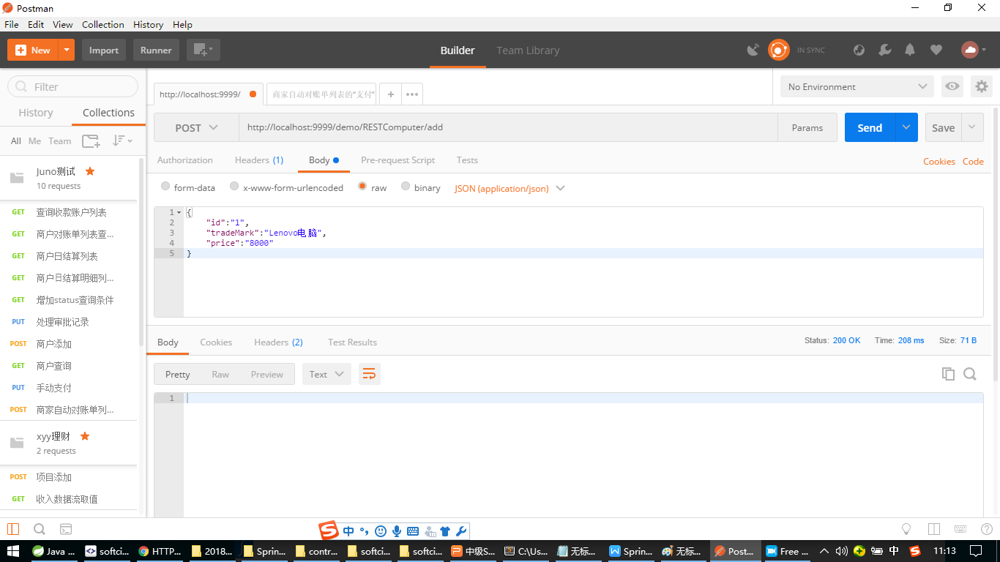 Postman
File Edit View Collection History Help
New Import Runner Builder Team Library IN SYNC
Filter
History Collections
All Me Team
Juno测试
10 requests
GET 查询收款账户列表
GET 商户对账单列表查...
GET 商户日结算列表
GET 商户日结算明细列...
GET 增加status查询条件
PUT 处理审批记录
POST 商户添加
GET 商户查询
PUT 手动支付
POST 商家自动对账单列...
xyy理财
2 requests
POST 项目添加
GET 收入数据流取值
http://localhost:9999/ 商家自动对账单列表的“支付” + ••• No Environment
POST http://localhost:9999/demo/RESTComputer/add Params Send Save
Authorization Headers (1) Body Pre-request Script Tests Cookies Code
form-data x-www-form-urlencoded raw binary JSON (application/json)
1 {
2 "id":"1",
3 "tradeMark":"Lenovo电脑",
4 "price":"8000"
5 }
Body Cookies Headers (2) Test Results Status: 200 OK Time: 208 ms Size: 71 B
Pretty Raw Preview Text
1
中
Java ... softci... HTTP... 2018... Sprin... contr... softci... softci... 中级S... C:\Us... 无标... Sprin... 无标... Post... Free ... 中 11:13